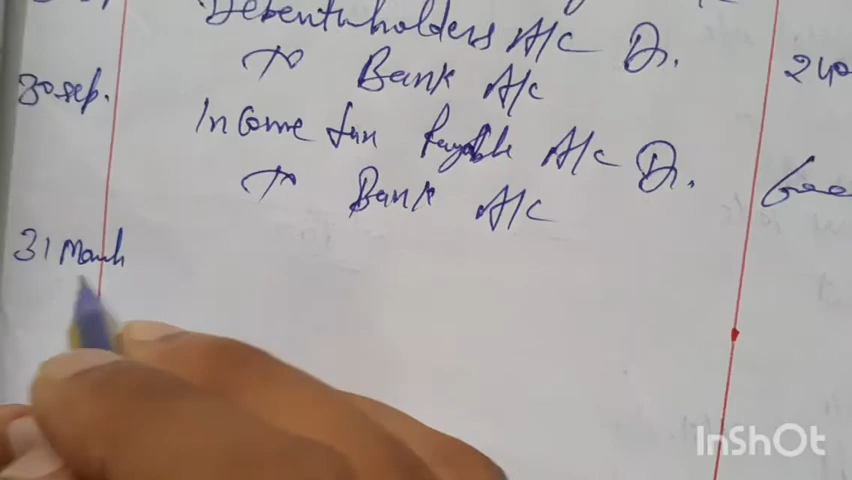 Debentureholders A/c Dr.
To Bank A/c
30 sep.
Income tax Payable A/c Dr.
To Bank A/c
31 March
InShOt